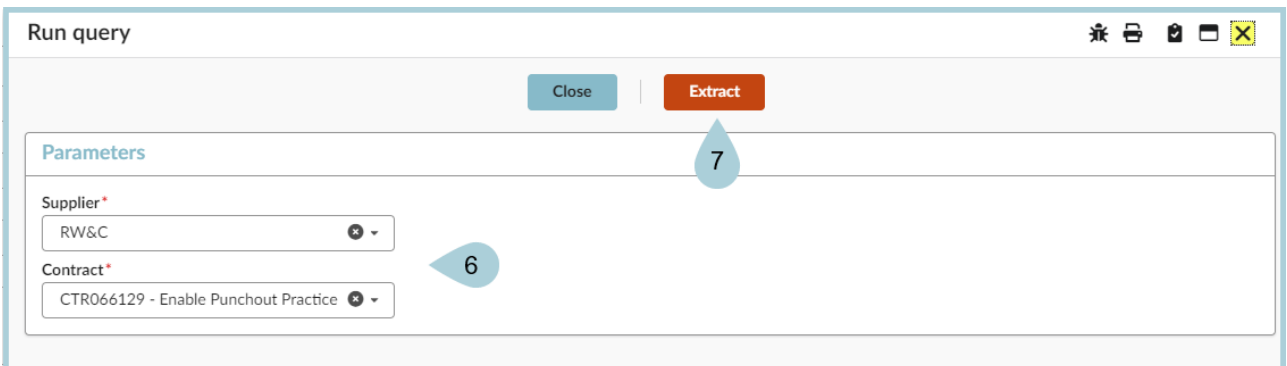 Run query
Close
Extract
Parameters
7
Supplier*
RW&C
6
Contract*
CTR066129 - Enable Punchout Practice